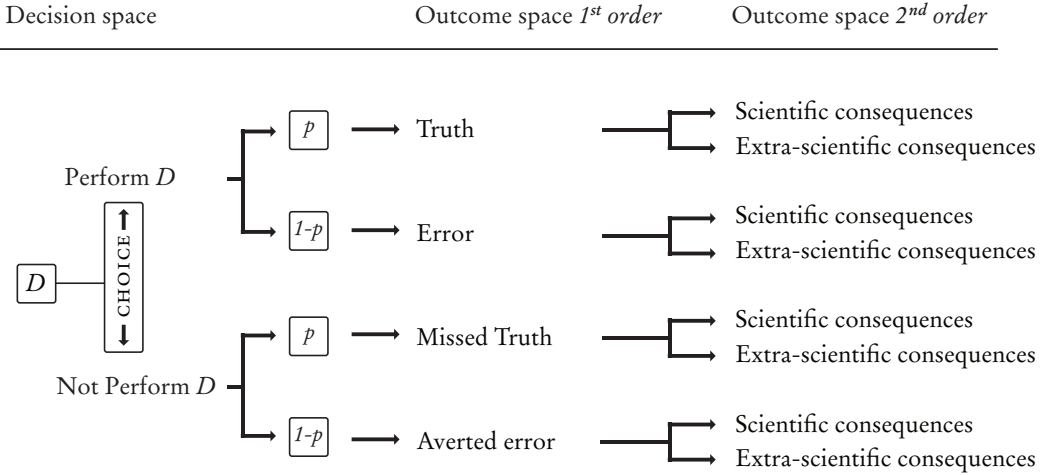 Decision space
Outcome space 1st order
Outcome space 2nd order
Perform D
p
Truth
Scientific consequences
Extra-scientific consequences
1-p
Error
Scientific consequences
Extra-scientific consequences
D
CHOICE
Not Perform D
p
Missed Truth
Scientific consequences
Extra-scientific consequences
1-p
Averted error
Scientific consequences
Extra-scientific consequences